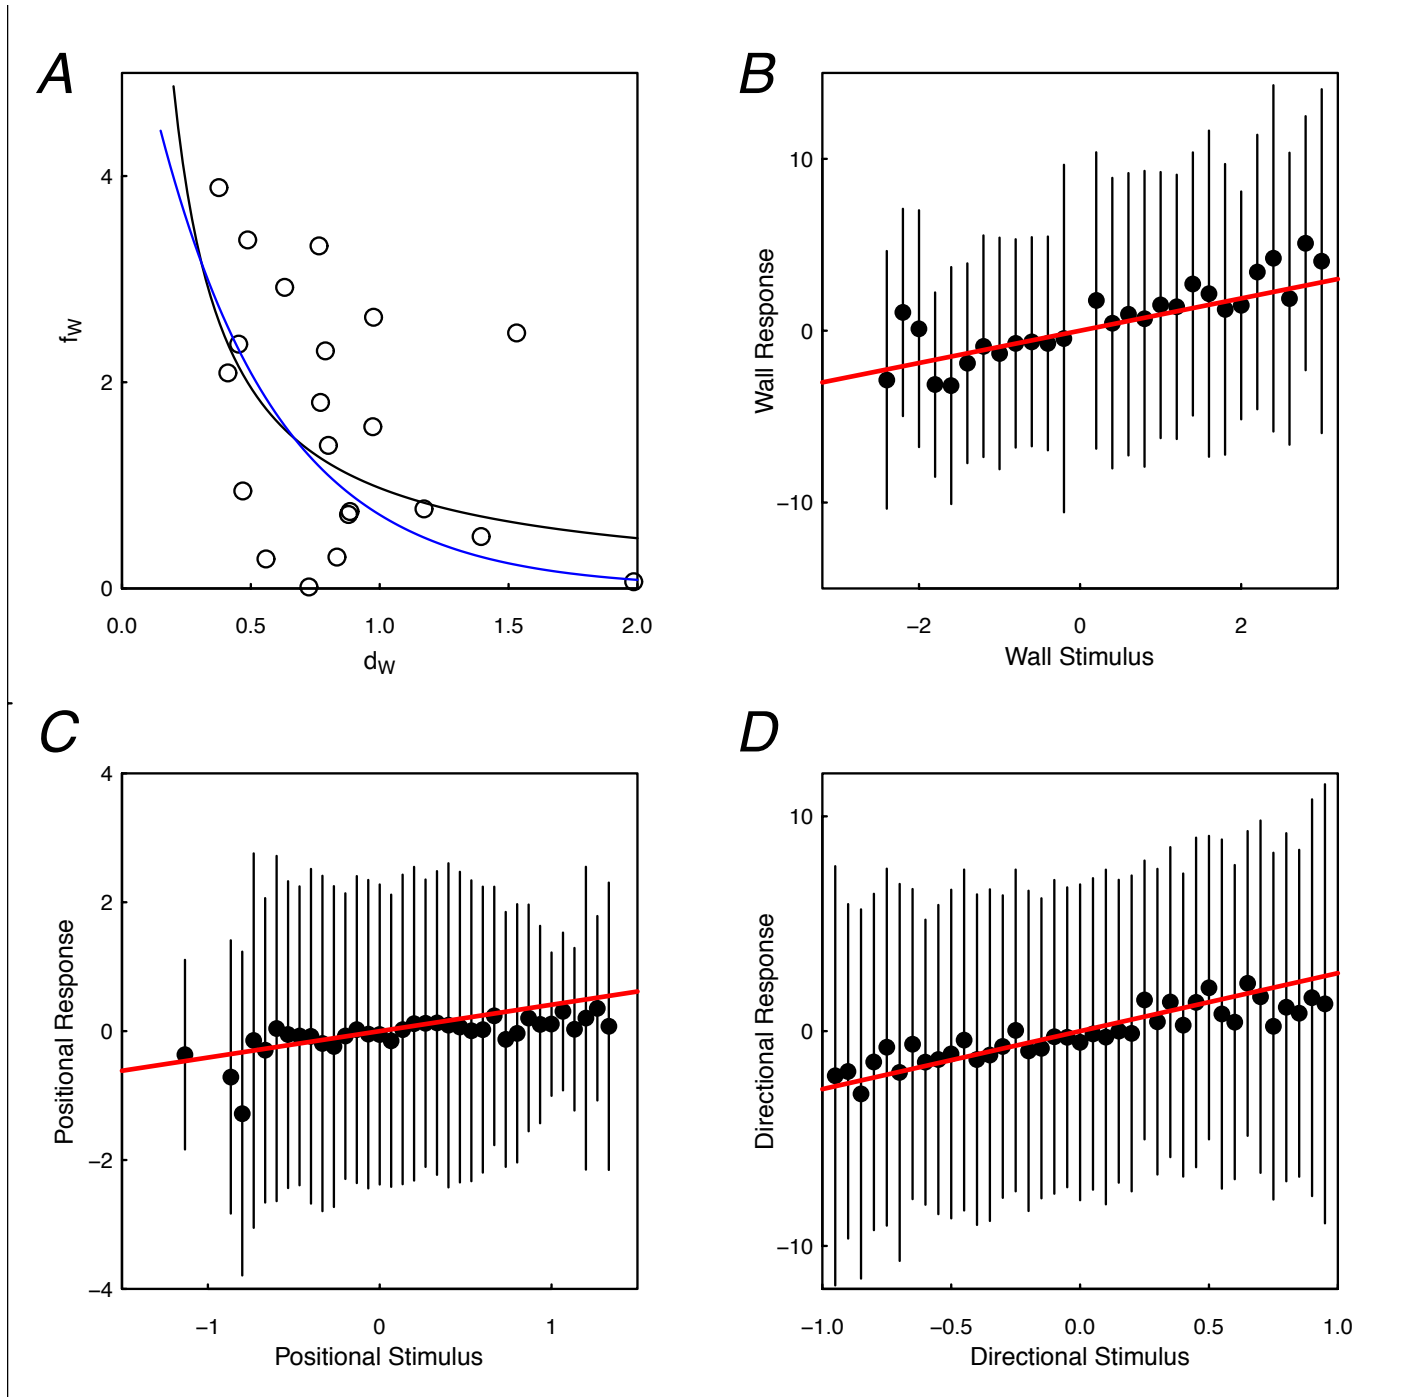 A
B
4
2
0
f_W
0.0 0.5 1.0 1.5 2.0
d_W
10
0
−10
Wall Response
−2 0 2
Wall Stimulus
C
D
4
2
0
−2
−4
Positional Response
−1 0 1
Positional Stimulus
10
0
−10
Directional Response
−1.0 −0.5 0.0 0.5 1.0
Directional Stimulus